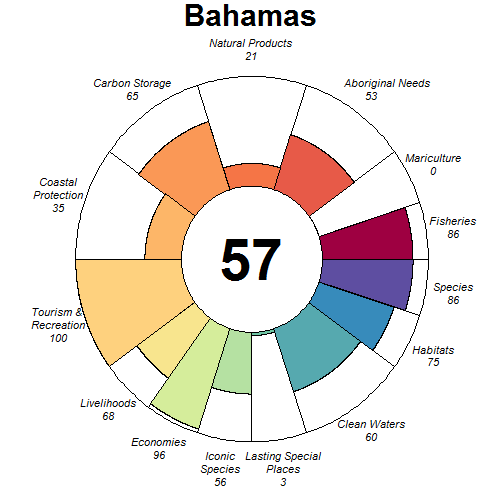 Bahamas
Natural Products
21
Carbon Storage
65
Aboriginal Needs
53
Mariculture
0
Coastal
Protection
35
Fisheries
86
57
Species
86
Tourism &
Recreation
100
Habitats
75
Livelihoods
68
Clean Waters
60
Economies
96
Iconic
Species
56
Lasting Special
Places
3